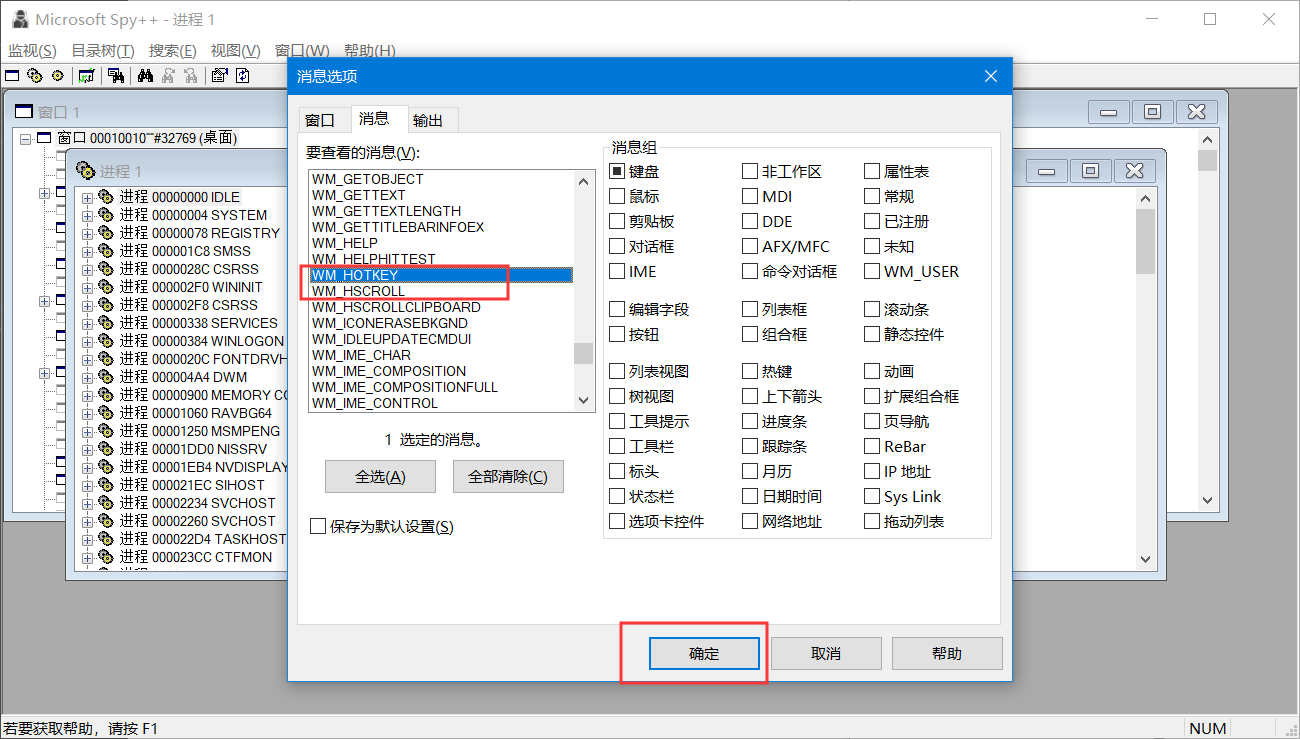 Microsoft Spy++ - 进程 1
监视(S) 目录树(T) 搜索(E) 视图(V) 窗口(W) 帮助(H)
窗口 1
窗口 00010010"""#32769 (桌面)
进程 1
进程 00000000 IDLE
进程 00000004 SYSTEM
进程 00000078 REGISTRY
进程 000001C8 SMSS
进程 0000028C CSRSS
进程 000002F0 WININIT
进程 000002F8 CSRSS
进程 00000338 SERVICES
进程 00000384 WINLOGON
进程 0000020C FONTDRVH
进程 000004A4 DWM
进程 00000900 MEMORY CO
进程 00001060 RAVBG64
进程 00001250 MSMPENG
进程 00001DD0 NISSRV
进程 00001EB4 NVDISPLAY
进程 000021EC SIHOST
进程 00002234 SVCHOST
进程 00002260 SVCHOST
进程 000022D4 TASKHOST
进程 000023CC CTFMON
消息选项
窗口 消息 输出
要查看的消息(V):
WM_GETOBJECT
WM_GETTEXT
WM_GETTEXTLENGTH
WM_GETTITLEBARINFOEX
WM_HELP
WM_HELPHITTEST
WM_HOTKEY
WM_HSCROLL
WM_HSCROLLCLIPBOARD
WM_ICONERASEBKGND
WM_IDLEUPDATECMDUI
WM_IME_CHAR
WM_IME_COMPOSITION
WM_IME_COMPOSITIONFULL
WM_IME_CONTROL
1 选定的消息。
全选(A) 全部清除(C)
保存为默认设置(S)
消息组
键盘 非工作区 属性表
鼠标 MDI 常规
剪贴板 DDE 已注册
对话框 AFX/MFC 未知
IME 命令对话框 WM_USER
编辑字段 列表框 滚动条
按钮 组合框 静态控件
列表视图 热键 动画
树视图 上下箭头 扩展组合框
工具提示 进度条 页导航
工具栏 跟踪条 ReBar
标头 月历 IP 地址
状态栏 日期时间 Sys Link
选项卡控件 网络地址 拖动列表
确定 取消 帮助
若要获取帮助，请按 F1
NUM